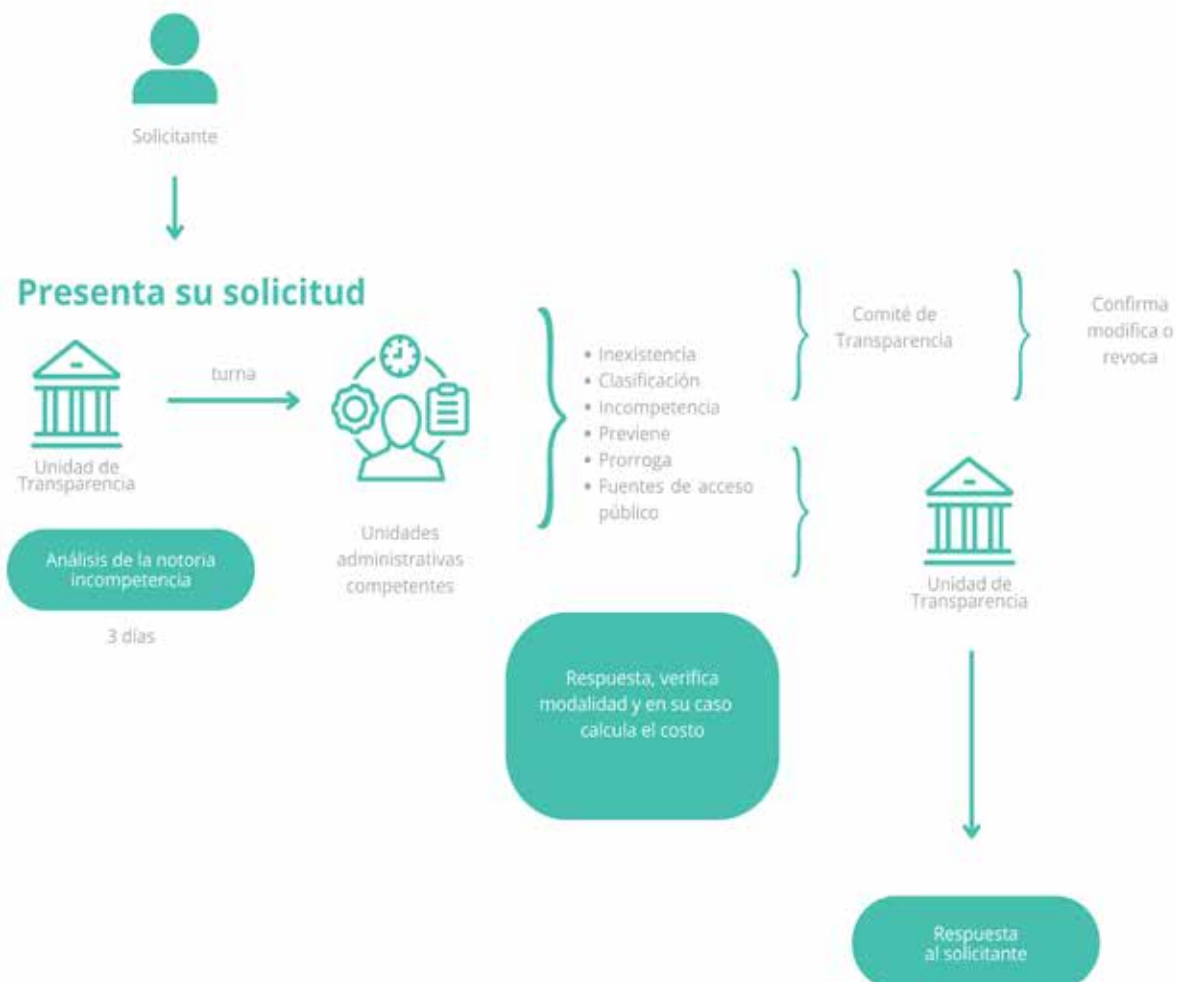 Solicitante
Presenta su solicitud
turna
Unidad de
Transparencia
Análisis de la notoria
incompetencia
3 días
Unidades
administrativas
competentes
• Inexistencia
• Clasificación
• Incompetencia
• Previene
• Prorroga
• Fuentes de acceso
público
Respuesta, verifica
modalidad y en su caso
calcula el costo
Comité de
Transparencia
Confirma
modifica o
revoca
Unidad de
Transparencia
Respuesta
al solicitante